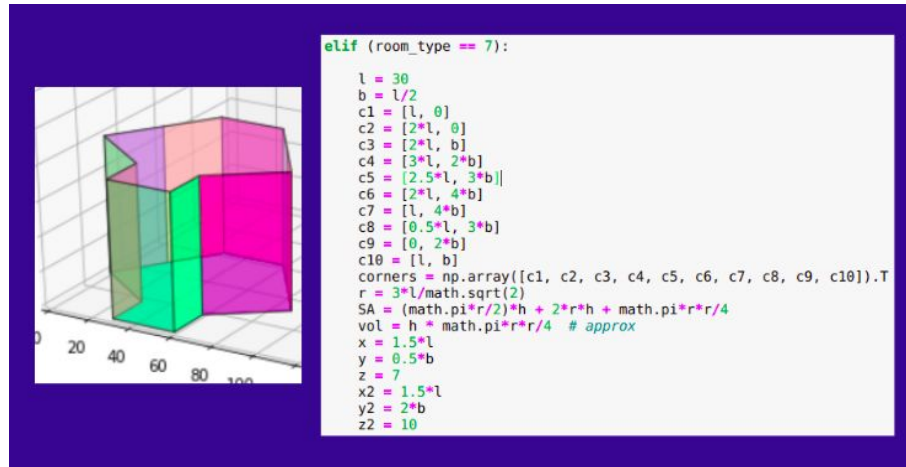 elif (room_type == 7):
l = 30
b = l/2
c1 = [l, 0]
c2 = [2*l, 0]
c3 = [2*l, b]
c4 = [3*l, 2*b]
c5 = [2.5*l, 3*b]
c6 = [2*l, 4*b]
c7 = [l, 4*b]
c8 = [0.5*l, 3*b]
c9 = [0, 2*b]
c10 = [l, b]
corners = np.array([c1, c2, c3, c4, c5, c6, c7, c8, c9, c10]).T
r = 3*l/math.sqrt(2)
SA = (math.pi*r/2)*h + 2*r*h + math.pi*r*r/4
vol = h * math.pi*r*r/4 # approx
x = 1.5*l
y = 0.5*b
z = 7
x2 = 1.5*l
y2 = 2*b
z2 = 10
20
40
60
80